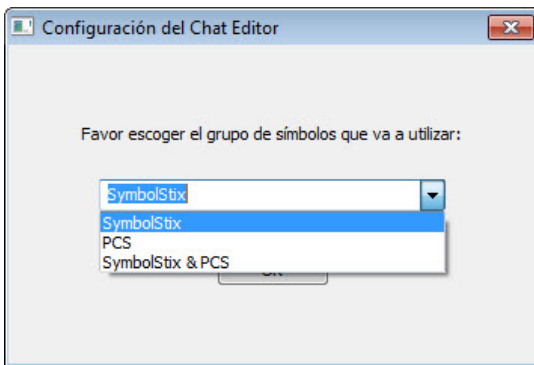 Configuración del Chat Editor
Favor escoger el grupo de símbolos que va a utilizar:
SymbolStix
SymbolStix
PCS
SymbolStix & PCS